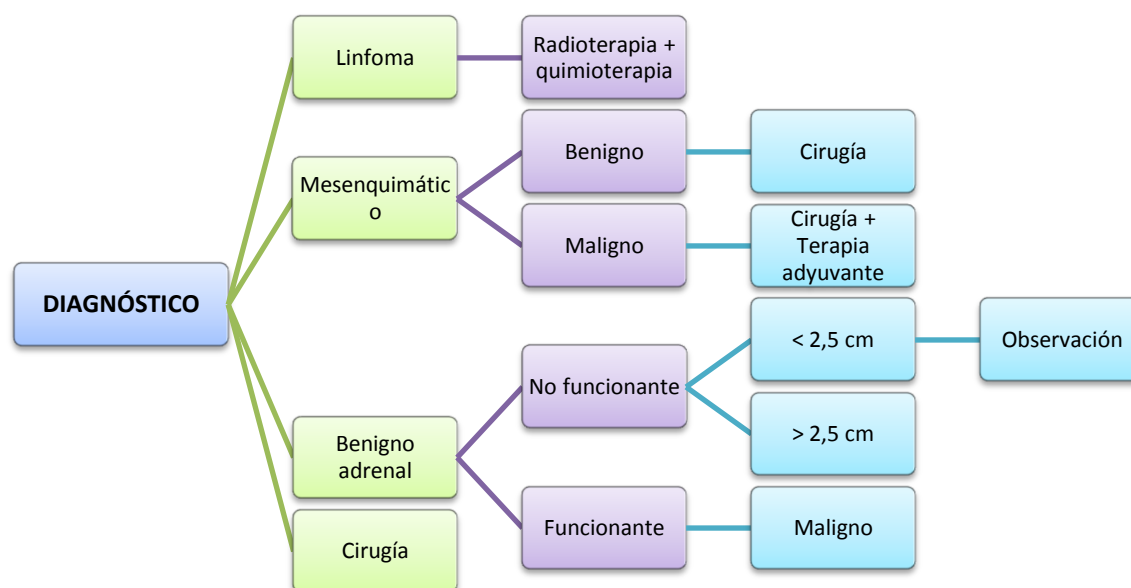 Linfoma
Radioterapia +
quimioterapia
Benigno
Cirugía
Mesenquimátic
o
Maligno
Cirugía +
Terapia
adyuvante
DIAGNÓSTICO
< 2,5 cm
Observación
No funcionante
> 2,5 cm
Benigno
adrenal
Funcionante
Maligno
Cirugía